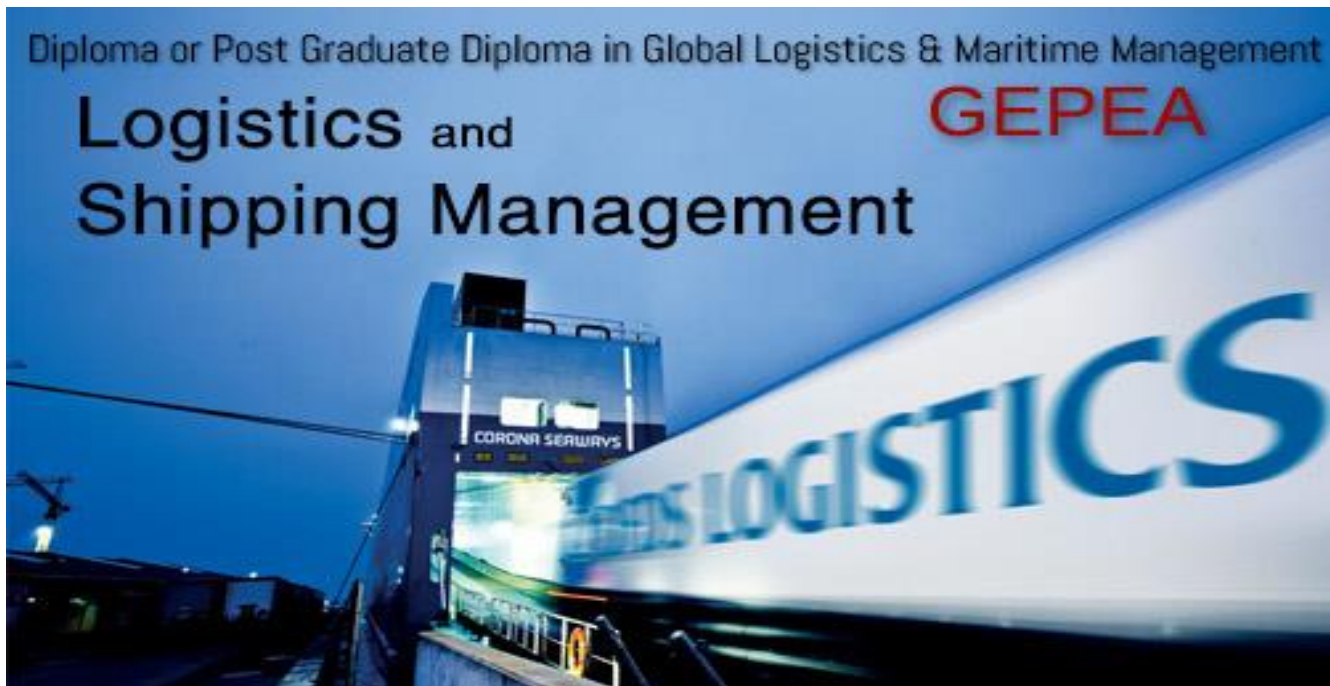 Diploma or Post Graduate Diploma in Global Logistics & Maritime Management
GEPEA
Logistics and
Shipping Management
CORONA SEAWAYS
LOGISTICS